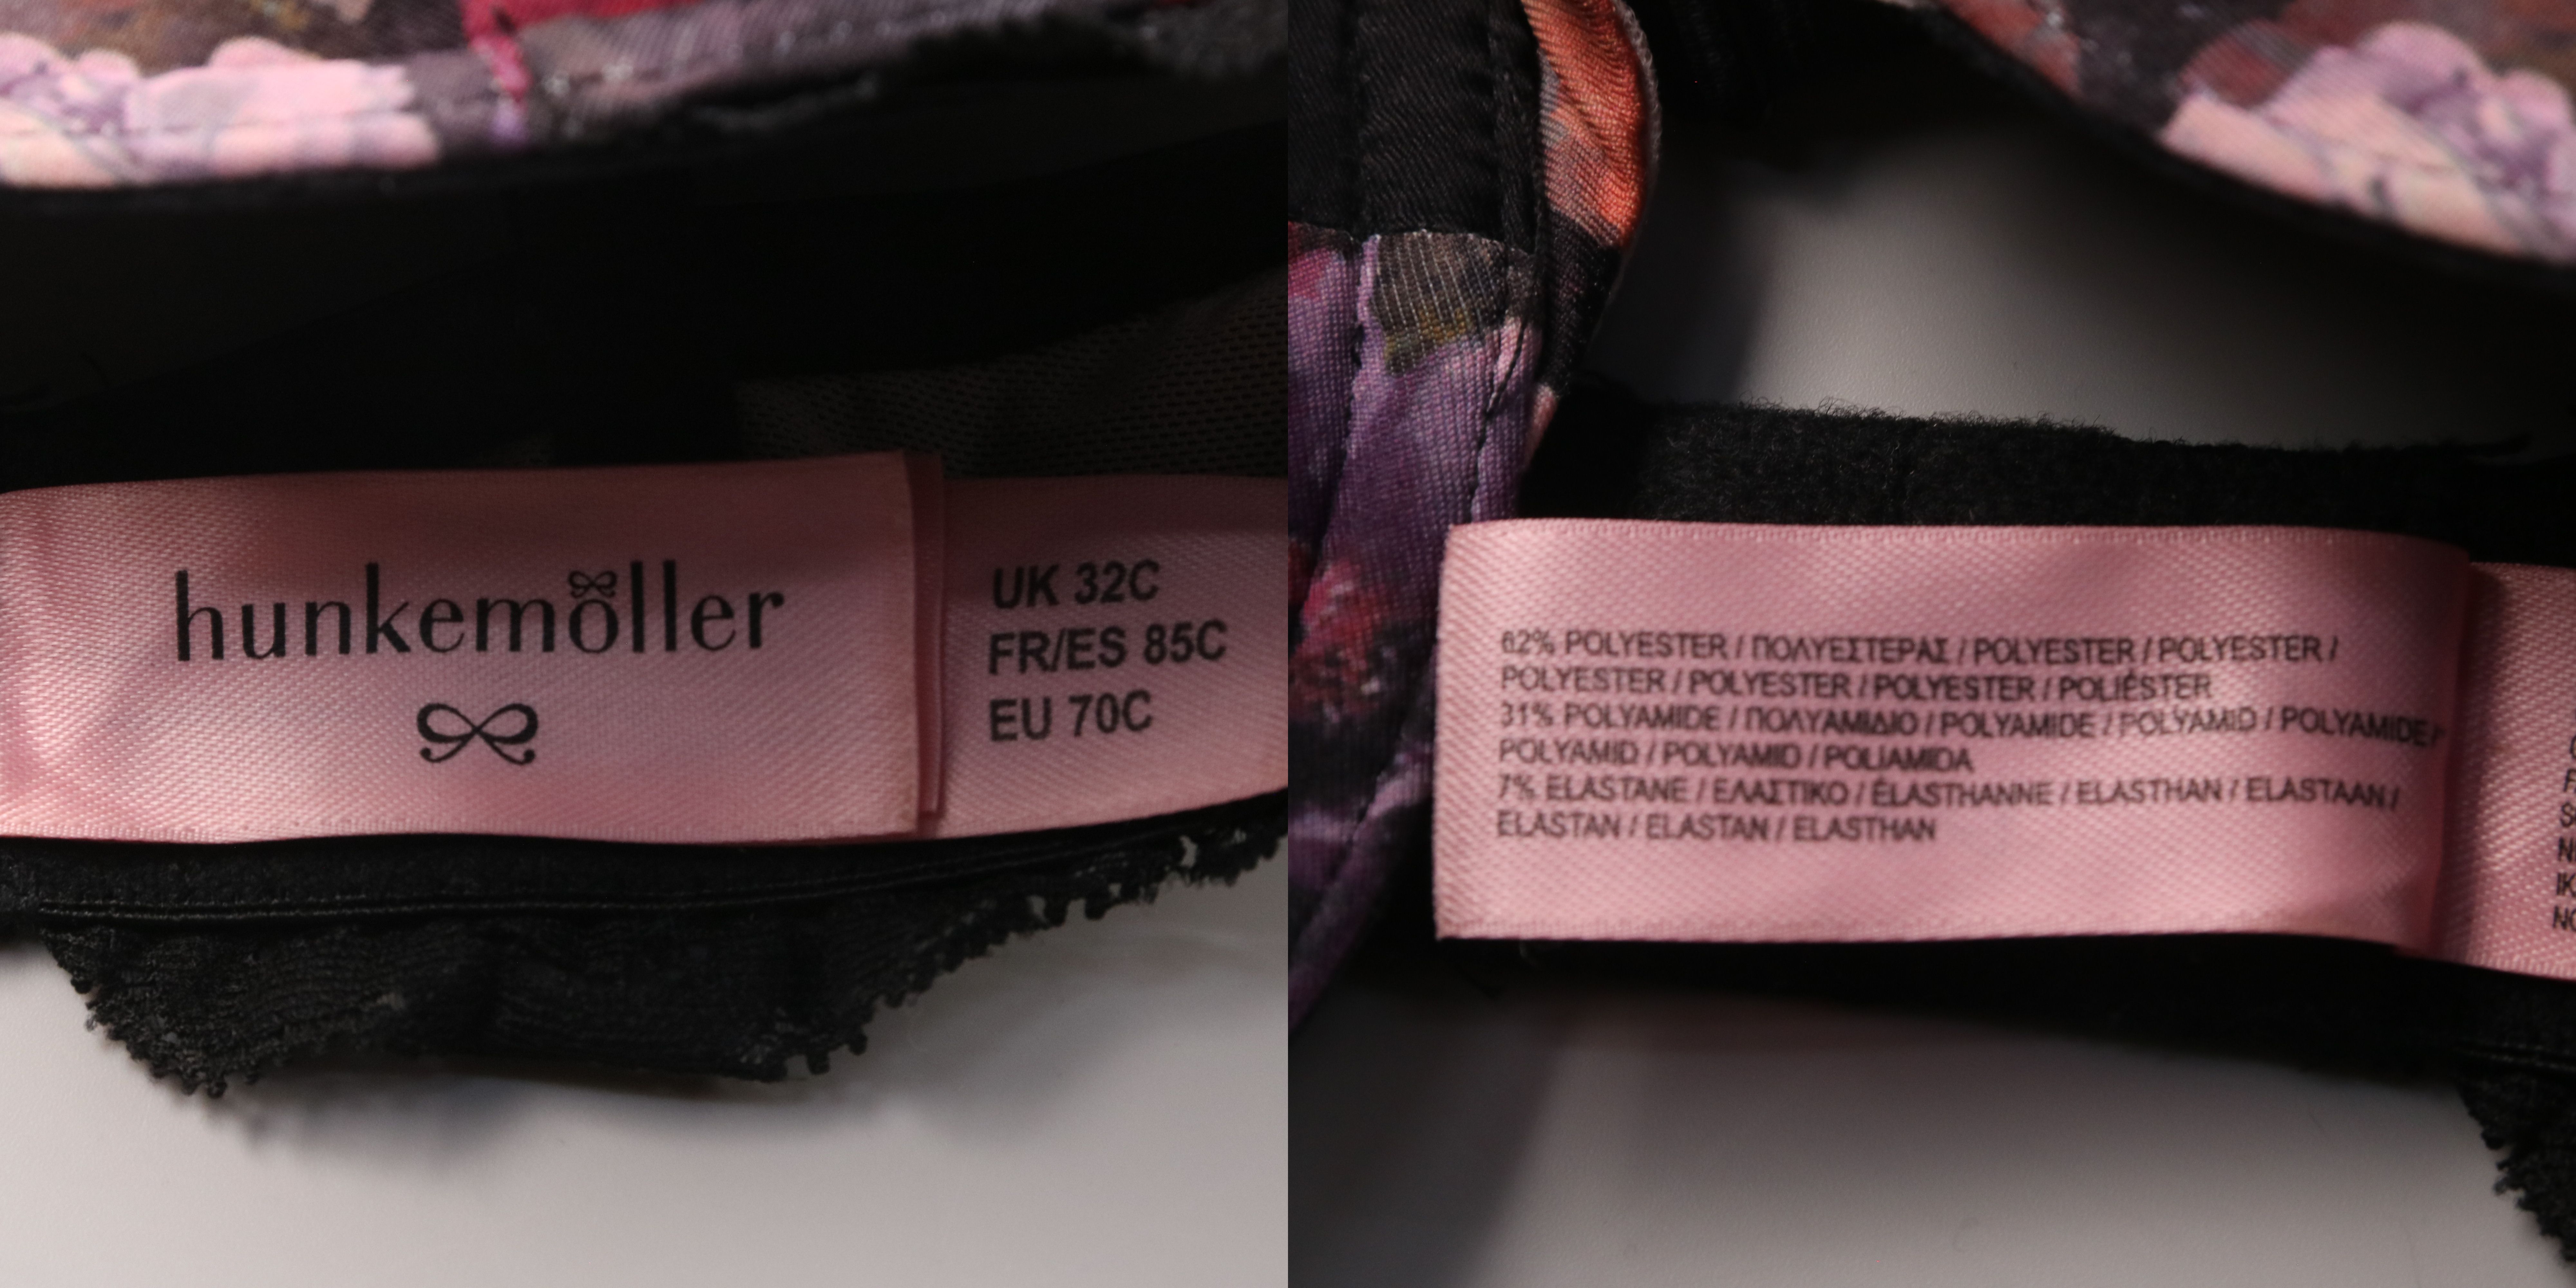 hunkemöller
UK 32C
FR/ES 85C
EU 70C
62% POLYESTER / ΠΟΛΥΕΣΤΕΡΑΣ / POLYESTER / POLYESTER /
POLYESTER / POLYESTER / POLYESTER / POLIÉSTER
31% POLYAMIDE / ΠΟΛΥΑΜΙΔΙΟ / POLYAMIDE / POLYAMID / POLYAMIDE /
POLYAMID / POLYAMID / POLIAMIDA
7% ELASTANE / ΕΛΑΣΤΙΚΟ / ÉLASTHANNE / ELASTHAN / ELASTAAN /
ELASTAN / ELASTAN / ELASTHAN